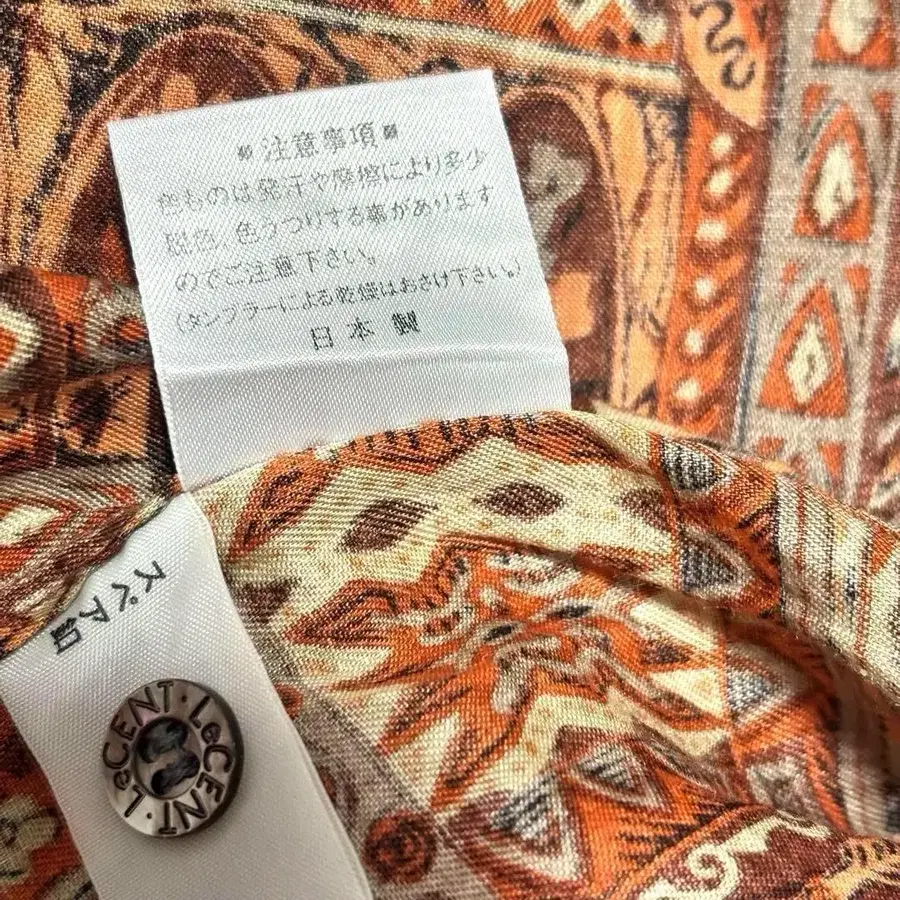 注意事項
色ものは発汗や摩擦により多少
脱色、色うつりする事があります
のでご注意下さい。
(タンブラーによる乾燥はおさけ下さい。)
日本製
スペア釦
LeCENT・LeCENT